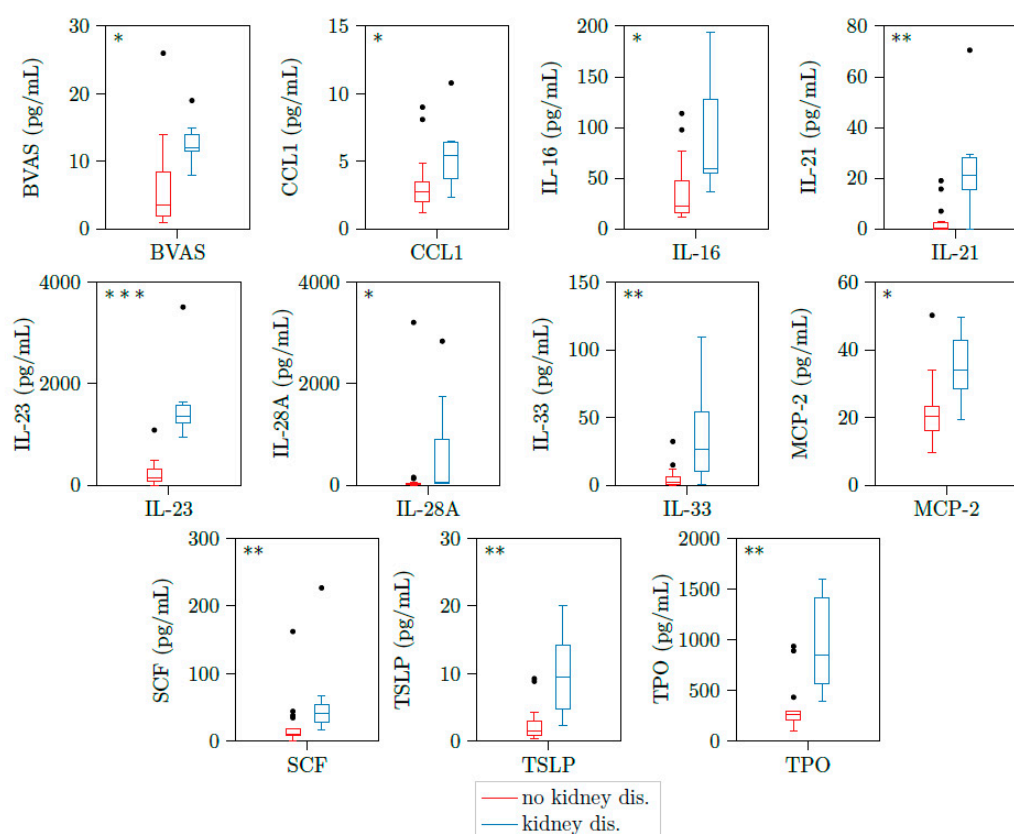 30
20
10
0
BVAS (pg/mL)
*
BVAS
15
10
5
0
CCL1 (pg/mL)
*
CCL1
200
150
100
50
0
IL-16 (pg/mL)
*
IL-16
80
60
40
20
0
IL-21 (pg/mL)
**
IL-21
4000
2000
0
IL-23 (pg/mL)
***
IL-23
4000
2000
0
IL-28A (pg/mL)
*
IL-28A
150
100
50
0
IL-33 (pg/mL)
**
IL-33
60
40
20
0
MCP-2 (pg/mL)
*
MCP-2
300
200
100
0
SCF (pg/mL)
**
SCF
30
20
10
0
TSLP (pg/mL)
**
TSLP
2000
1500
1000
500
0
TPO (pg/mL)
**
TPO
no kidney dis.
kidney dis.